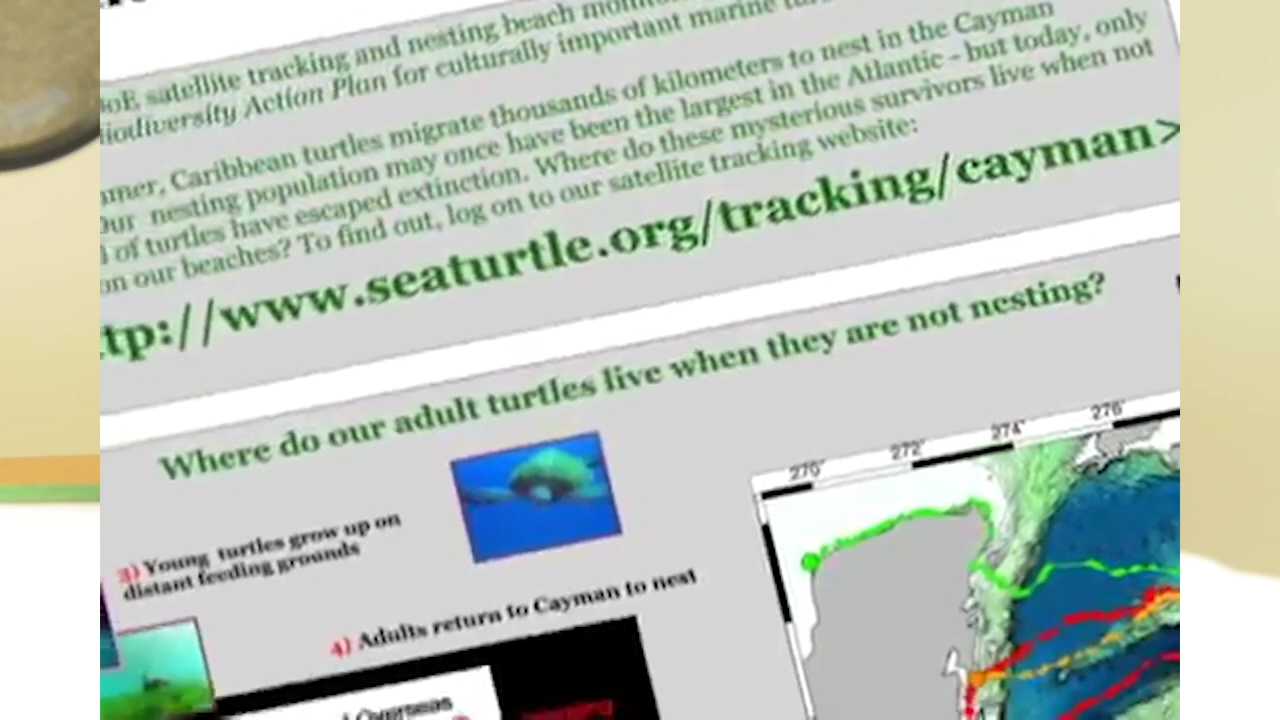 satellite tracking and nesting beach
Biodiversity Action Plan for culturally important marine
Caribbean turtles migrate thousands of kilometers to nest in the Cayman
nesting population may once have been the largest in the Atlantic – but today, only
of turtles have escaped extinction. Where do these mysterious survivors live when not
on our beaches? To find out, log on to our satellite tracking website:
tp://www.seaturtle.org/tracking/cayman>
Where do our adult turtles live when they are not nesting?
270°
272°
274°
276°
3) Young turtles grow up on
distant feeding grounds
4) Adults return to Cayman to nest
Overseas